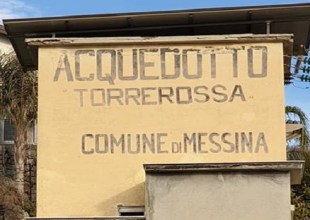 ACQUEDOTTO
TORREROSSA
COMUNE DI MESSINA